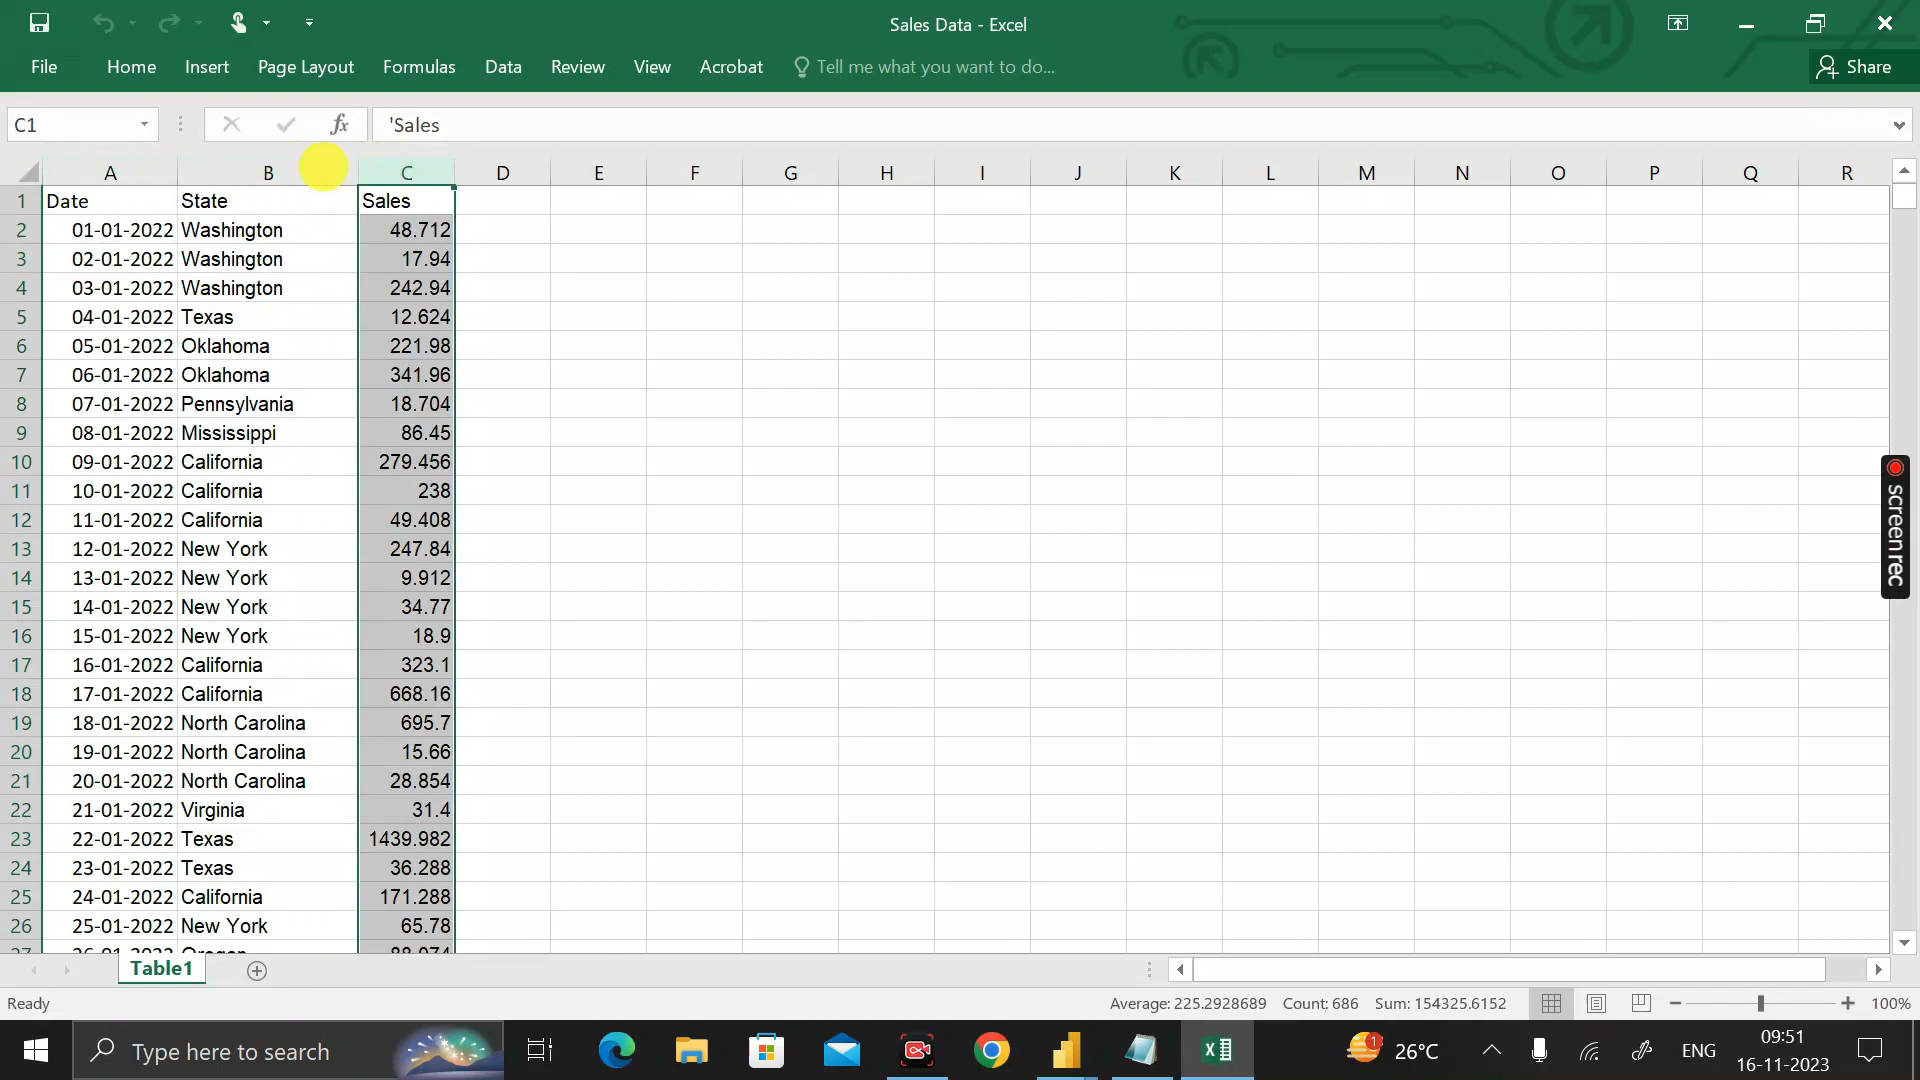 Sales Data - Excel
File Home Insert Page Layout Formulas Data Review View Acrobat Tell me what you want to do... Share
C1 fx 'Sales
A B C D E F G H I J K L M N O P Q R
1 Date State Sales
2 01-01-2022 Washington 48.712
3 02-01-2022 Washington 17.94
4 03-01-2022 Washington 242.94
5 04-01-2022 Texas 12.624
6 05-01-2022 Oklahoma 221.98
7 06-01-2022 Oklahoma 341.96
8 07-01-2022 Pennsylvania 18.704
9 08-01-2022 Mississippi 86.45
10 09-01-2022 California 279.456
11 10-01-2022 California 238
12 11-01-2022 California 49.408
13 12-01-2022 New York 247.84
14 13-01-2022 New York 9.912
15 14-01-2022 New York 34.77
16 15-01-2022 New York 18.9
17 16-01-2022 California 323.1
18 17-01-2022 California 668.16
19 18-01-2022 North Carolina 695.7
20 19-01-2022 North Carolina 15.66
21 20-01-2022 North Carolina 28.854
22 21-01-2022 Virginia 31.4
23 22-01-2022 Texas 1439.982
24 23-01-2022 Texas 36.288
25 24-01-2022 California 171.288
26 25-01-2022 New York 65.78
screenrec
Table1
Ready Average: 225.2928689 Count: 686 Sum: 154325.6152 100%
Type here to search 1 26°C ENG 09:51
16-11-2023